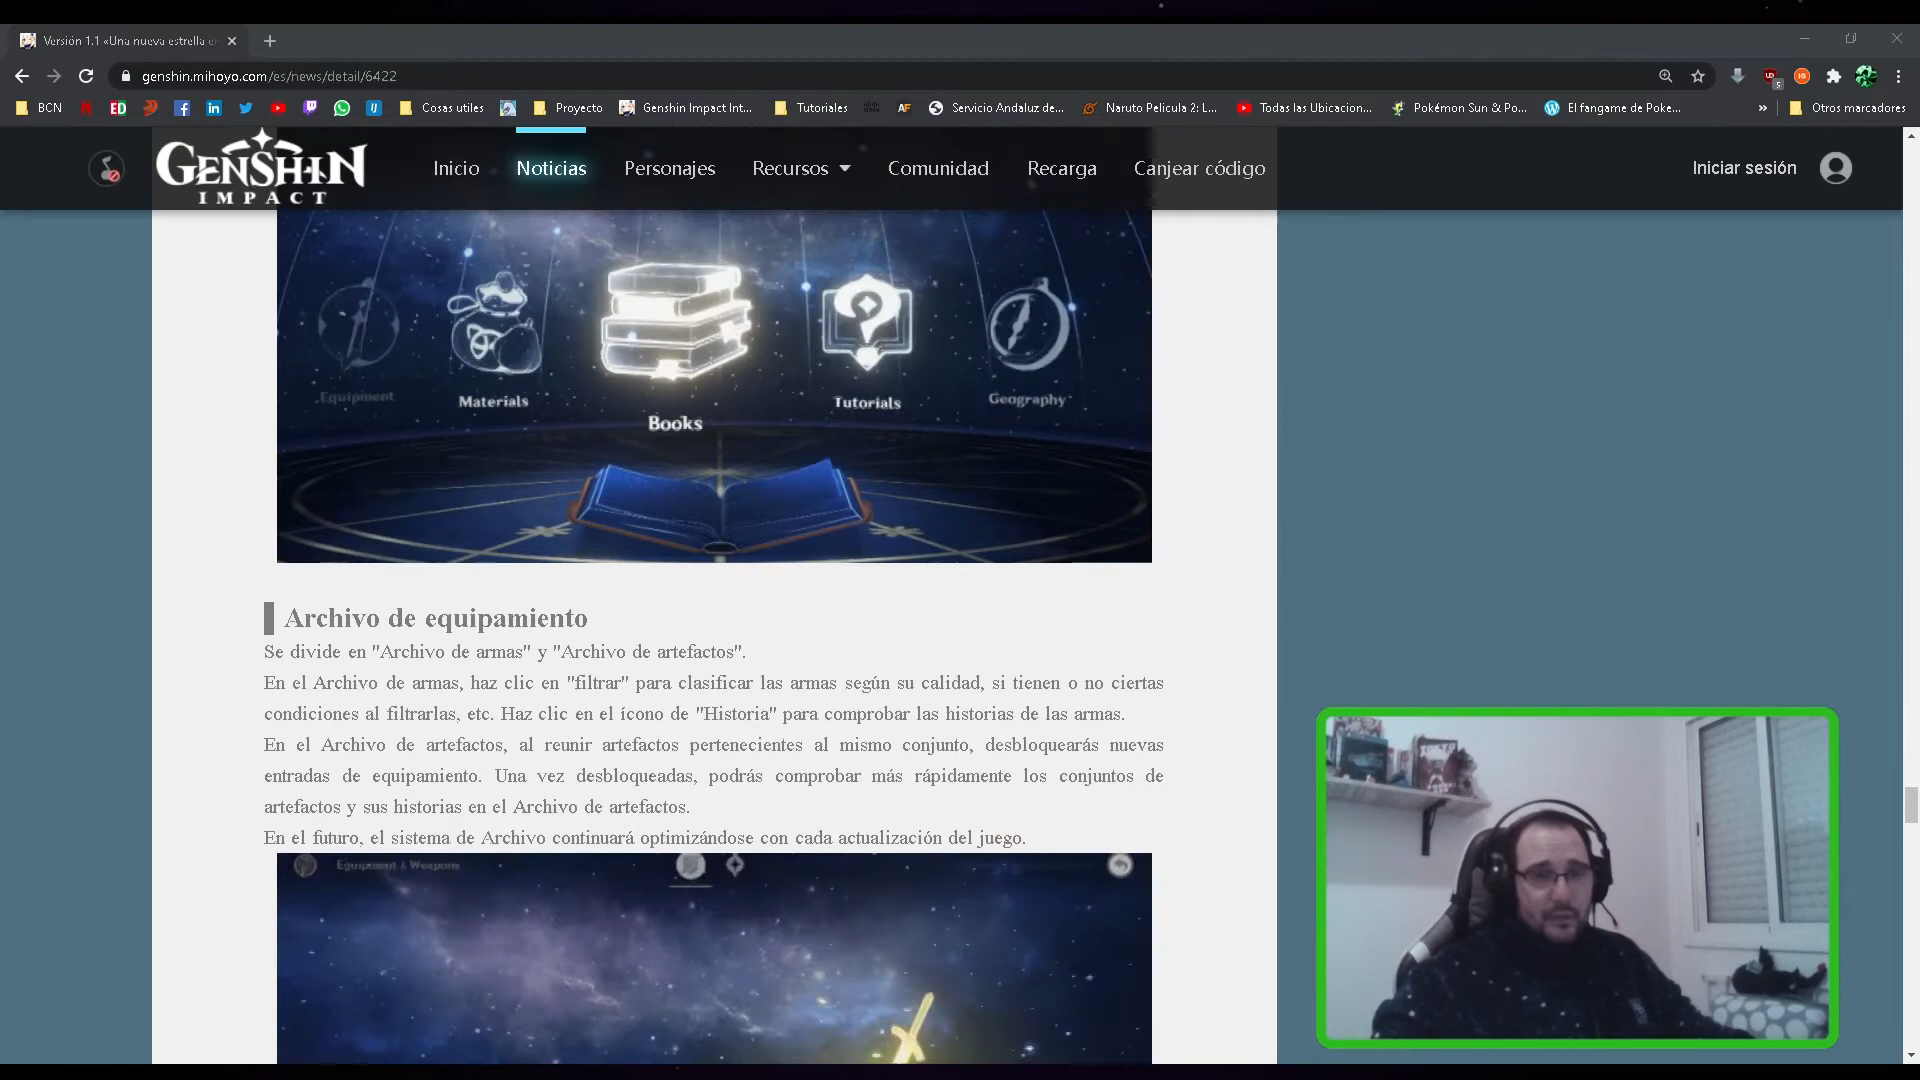 Versión 1.1 «Una nueva estrella en
genshin.mihoyo.com/es/news/detail/6422
BCN
ED
Cosas utiles
Proyecto
Genshin Impact Int...
Tutoriales
AF
Servicio Andaluz de...
Naruto Pelicula 2: L...
Todas las Ubicacion...
Pokémon Sun & Po...
El fangame de Poke...
»
Otros marcadores
GENSHIN
IMPACT
Inicio
Noticias
Personajes
Recursos
Comunidad
Recarga
Canjear código
Iniciar sesión
Equipment
Materials
Books
Tutorials
Geography
Archivo de equipamiento
Se divide en "Archivo de armas" y "Archivo de artefactos".
En el Archivo de armas, haz clic en "filtrar" para clasificar las armas según su calidad, si tienen o no ciertas
condiciones al filtrarlas, etc. Haz clic en el ícono de "Historia" para comprobar las historias de las armas.
En el Archivo de artefactos, al reunir artefactos pertenecientes al mismo conjunto, desbloquearás nuevas
entradas de equipamiento. Una vez desbloqueadas, podrás comprobar más rápidamente los conjuntos de
artefactos y sus historias en el Archivo de artefactos.
En el futuro, el sistema de Archivo continuará optimizándose con cada actualización del juego.
Equipment / Weapons